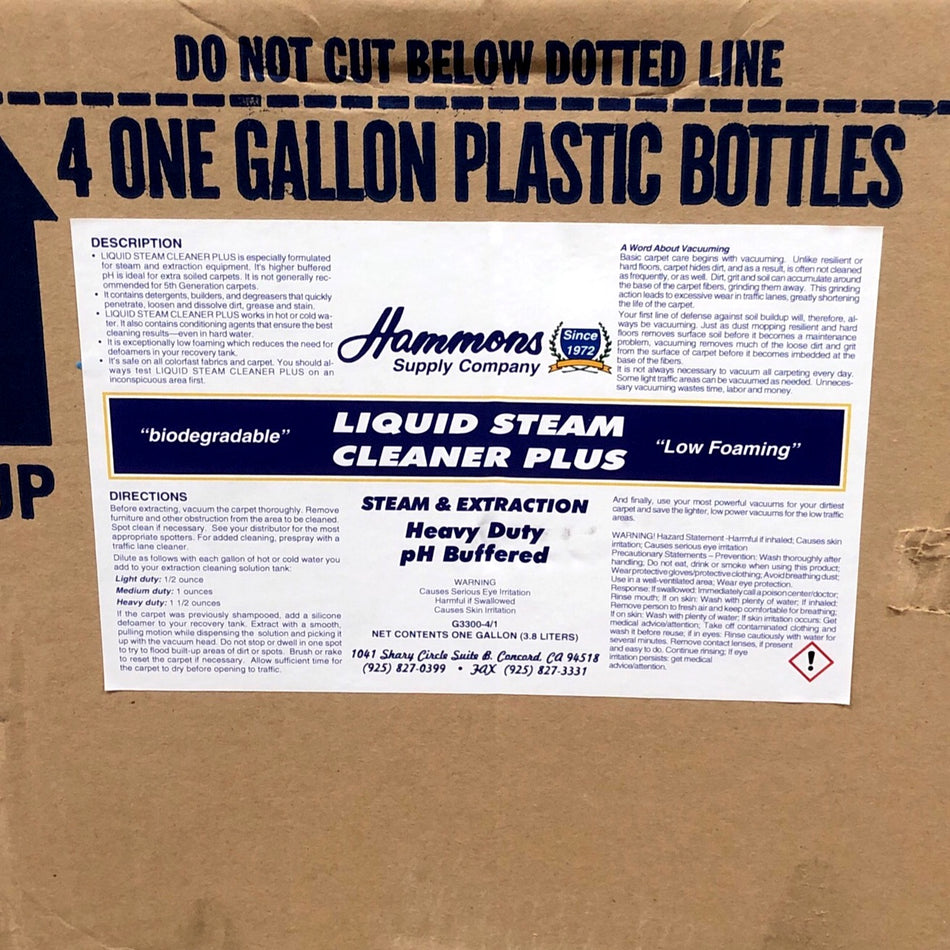 DO NOT CUT BELOW DOTTED LINE
4 ONE GALLON PLASTIC BOTTLES
UP
DESCRIPTION
• LIQUID STEAM CLEANER PLUS is especially formulated
for steam and extraction equipment. It's higher buffered
pH is ideal for extra soiled carpets. It is not generally rec-
ommended for 5th Generation carpets.
• It contains detergents, builders, and degreasers that quickly
penetrate, loosen and dissolve dirt, grease and stain.
• LIQUID STEAM CLEANER PLUS works in hot or cold wa-
ter. It also contains conditioning agents that ensure the best
cleaning results—even in hard water.
• It is exceptionally low foaming which reduces the need for
defoamers in your recovery tank.
• It's safe on all colorfast fabrics and carpet. You should al-
ways test LIQUID STEAM CLEANER PLUS on an
inconspicuous area first.
Hammons
Supply Company
Since
1972
A Word About Vacuuming
Basic carpet care begins with vacuuming. Unlike resilient or
hard floors, carpet hides dirt, and as a result, is often not cleaned
as frequently, or as well. Dirt, grit and soil can accumulate around
the base of the carpet fibers, grinding them away. This grinding
action leads to excessive wear in traffic lanes, greatly shortening
the life of the carpet.
Your first line of defense against soil buildup will, therefore, al-
ways be vacuuming. Just as dust mopping resilient and hard
floors removes surface soil before it becomes a maintenance
problem, vacuuming removes much of the loose dirt and grit
from the surface of carpet before it becomes imbedded at the
base of the fibers.
It is not always necessary to vacuum all carpeting every day.
Some light traffic areas can be vacuumed as needed. Unneces-
sary vacuuming wastes time, labor and money.
"biodegradable"
LIQUID STEAM
CLEANER PLUS
"Low Foaming"
DIRECTIONS
Before extracting, vacuum the carpet thoroughly. Remove
furniture and other obstruction from the area to be cleaned.
Spot clean if necessary. See your distributor for the most
appropriate spotters. For added cleaning, prespray with a
traffic lane cleaner.
Dilute as follows with each gallon of hot or cold water you
add to your extraction cleaning solution tank:
Light duty: 1/2 ounce
Medium duty: 1 ounces
Heavy duty: 1 1/2 ounces
If the carpet was previously shampooed, add a silicone
defoamer to your recovery tank. Extract with a smooth,
pulling motion while dispensing the solution and picking it
up with the vacuum head. Do not stop or dwell in one spot
to try to flood built-up areas of dirt or spots. Brush or rake
to reset the carpet if necessary. Allow sufficient time for
the carpet to dry before opening to traffic.
STEAM & EXTRACTION
Heavy Duty
pH Buffered
WARNING
Causes Serious Eye Irritation
Harmful if Swallowed
Causes Skin Irritation
G3300-4/1
NET CONTENTS ONE GALLON (3.8 LITERS)
1041 Shary Circle Suite B, Concord, CA 94518
(925) 827-0399 • FAX (925) 827-3331
And finally, use your most powerful vacuums for your dirtiest
carpet and save the lighter, low power vacuums for the low traffic
areas.
WARNING! Hazard Statement -Harmful if inhaled; Causes skin
irritation; Causes serious eye irritation
Precautionary Statements – Prevention: Wash thoroughly after
handling; Do not eat, drink or smoke when using this product;
Wear protective gloves/protective clothing; Avoid breathing dust;
Use in a well-ventilated area; Wear eye protection.
Response: If swallowed: Immediately call a poison center/doctor;
Rinse mouth; If on skin: Wash with plenty of water; If inhaled:
Remove person to fresh air and keep comfortable for breathing;
If on skin: Wash with plenty of water; If skin irritation occurs: Get
medical advice/attention; Take off contaminated clothing and
wash it before reuse; if in eyes: Rinse cautiously with water for
several minutes. Remove contact lenses, if present
and easy to do. Continue rinsing; If eye
irritation persists: get medical
advice/attention.